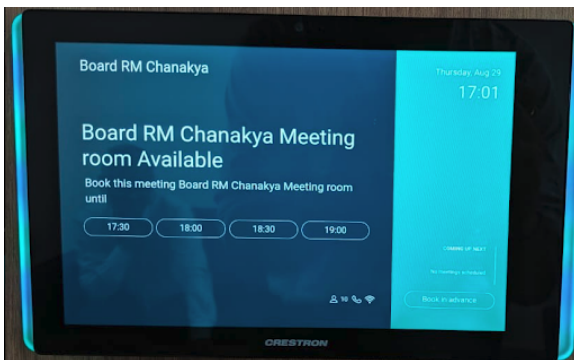 Board RM Chanakya
Thursday, Aug 29
17:01
Board RM Chanakya Meeting
room Available
Book this meeting Board RM Chanakya Meeting room
until
17:30
18:00
18:30
19:00
COMING UP NEXT
No meetings scheduled
10
Book in advance
CRESTRON